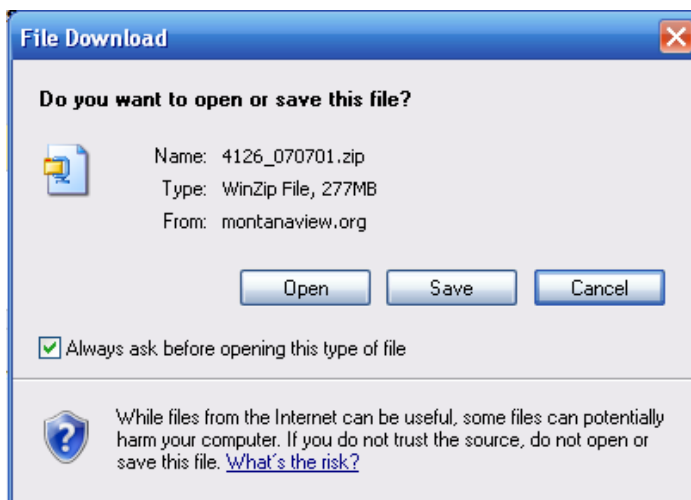 File Download
Do you want to open or save this file?
Name: 4126_070701.zip
Type: WinZip File, 277MB
From: montanaview.org
Open Save Cancel
Always ask before opening this type of file
While files from the Internet can be useful, some files can potentially
harm your computer. If you do not trust the source, do not open or
save this file. What's the risk?